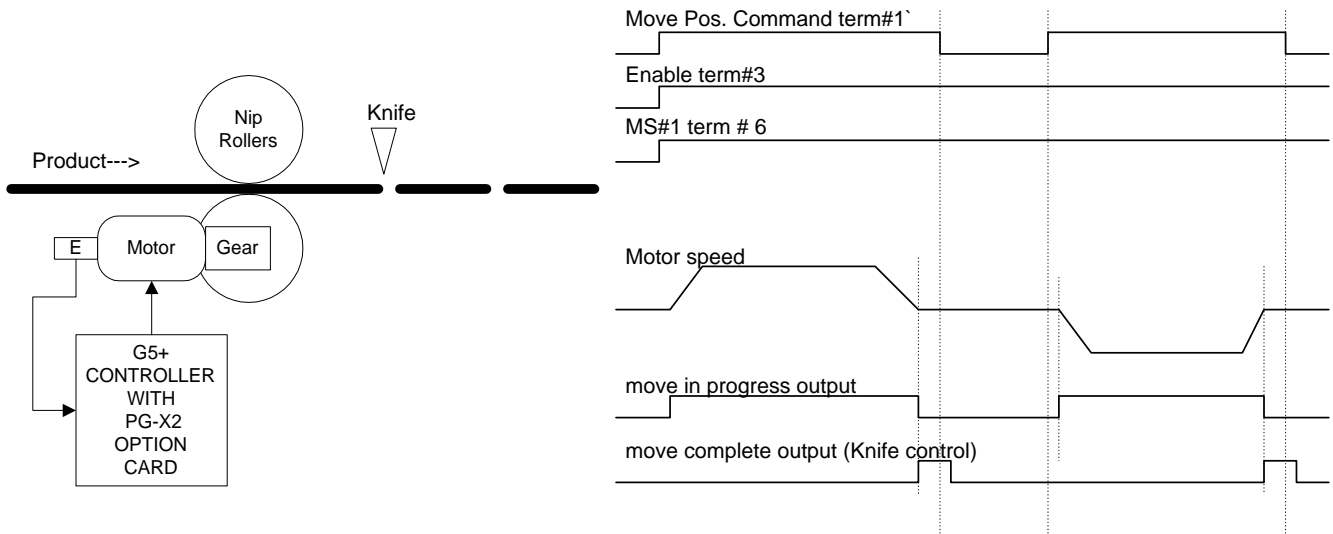 Nip
Rollers
Knife
Product--->
E
Motor
Gear
G5+
CONTROLLER
WITH
PG-X2
OPTION
CARD
Move Pos. Command term#1`
Enable term#3
MS#1 term # 6
Motor speed
move in progress output
move complete output (Knife control)